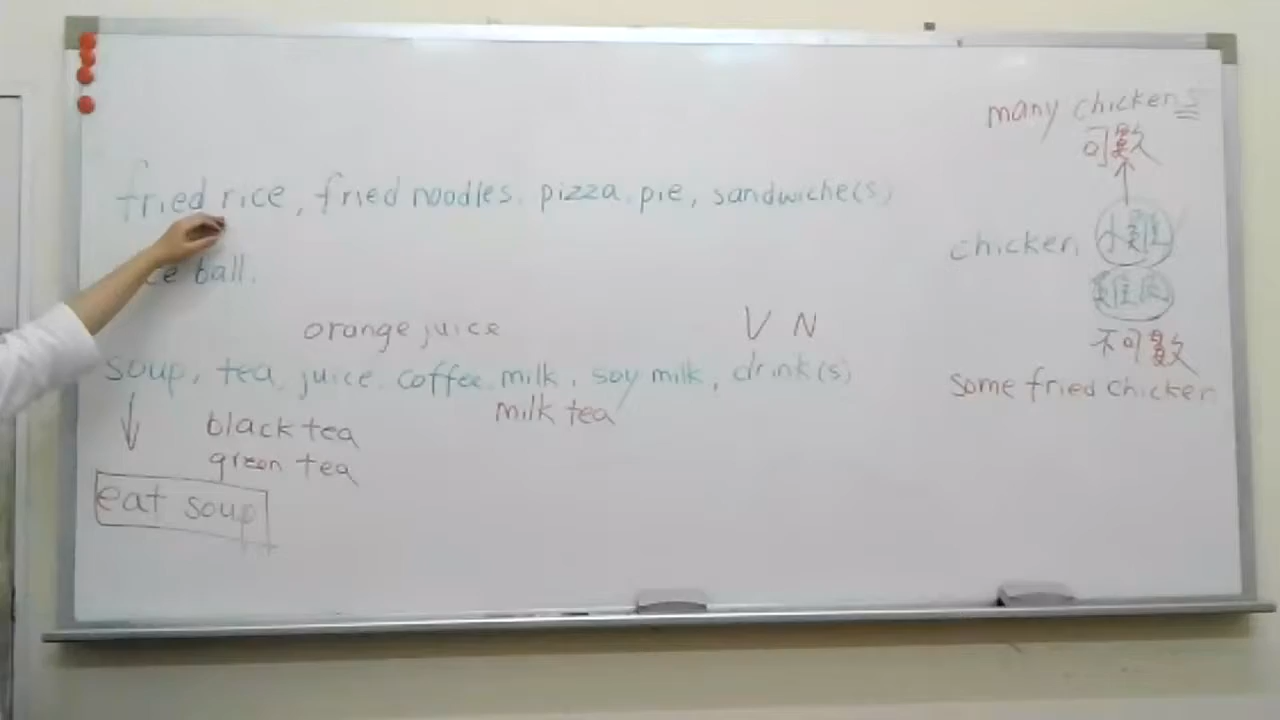 fried rice, fried noodles. pizza. pie, sandwiche(s)
ce ball.
orange juice
V N
soup, tea, juice, coffee, milk, soy milk, drink(s)
milk tea
black tea
green tea
eat soup
many chickens
可數
chicken
小雞
雞肉
不可數
some fried chicken